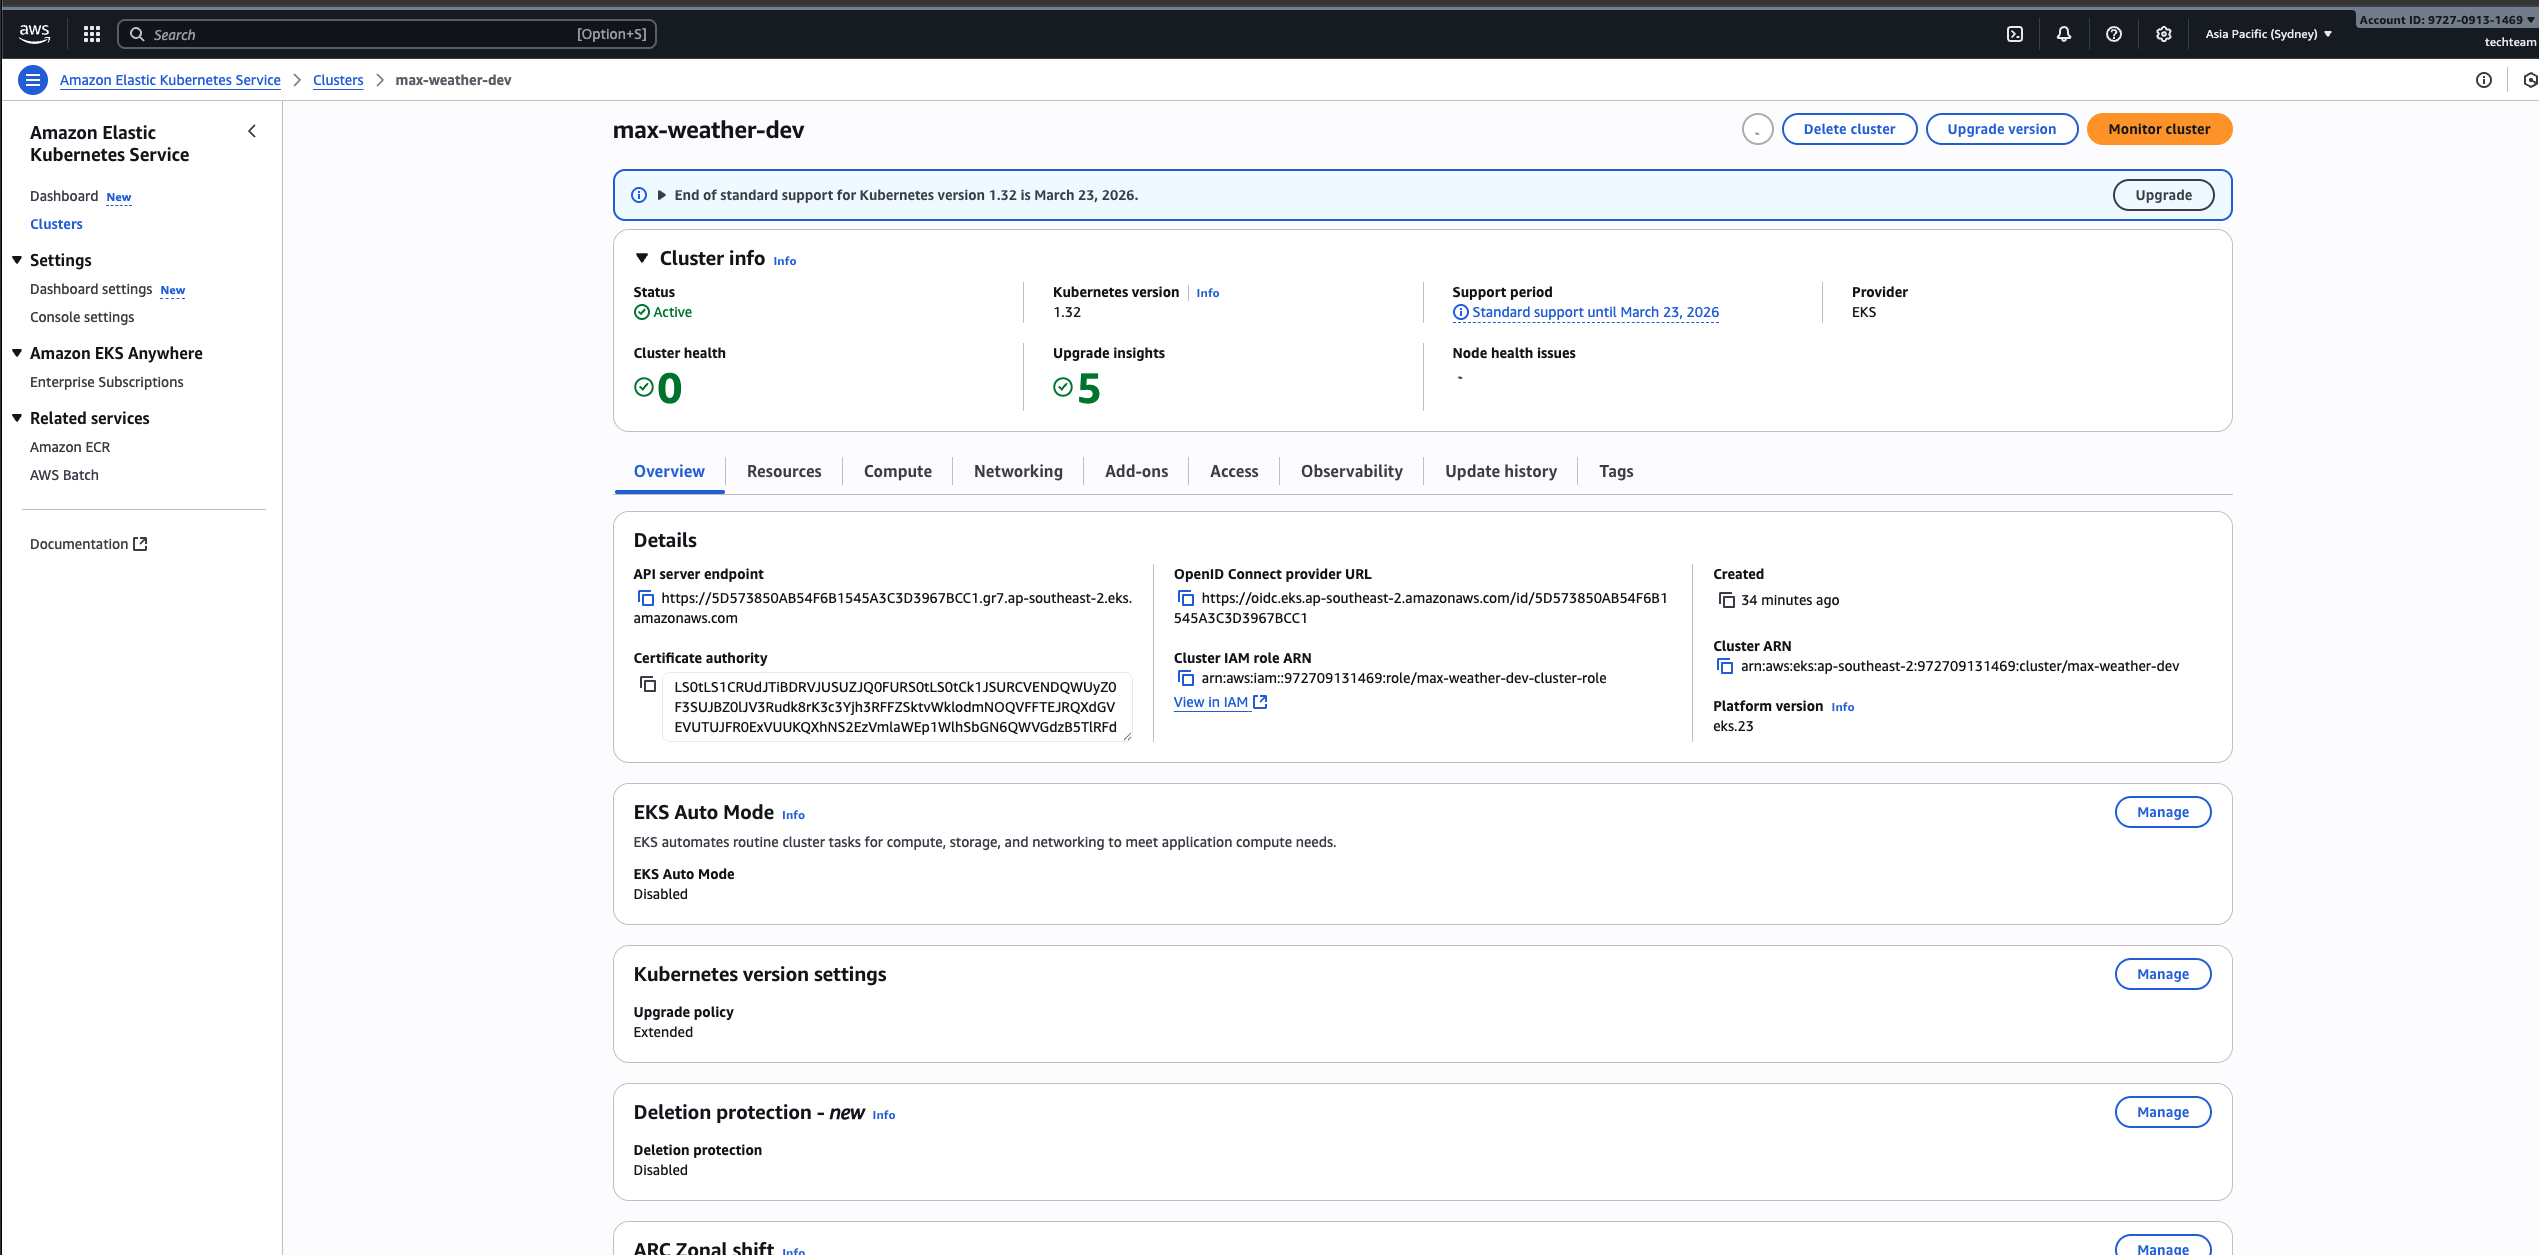 aws
Search
[Option+S]
Asia Pacific (Sydney)
Account ID: 9727-0913-1469
techteam
Amazon Elastic Kubernetes Service
Clusters
max-weather-dev
Amazon Elastic
Kubernetes Service
Dashboard New
Clusters
Settings
Dashboard settings New
Console settings
Amazon EKS Anywhere
Enterprise Subscriptions
Related services
Amazon ECR
AWS Batch
Documentation
max-weather-dev
Delete cluster
Upgrade version
Monitor cluster
End of standard support for Kubernetes version 1.32 is March 23, 2026.
Upgrade
Cluster info Info
Status
Active
Kubernetes version Info
1.32
Support period
Standard support until March 23, 2026
Provider
EKS
Cluster health
0
Upgrade insights
5
Node health issues
-
Overview
Resources
Compute
Networking
Add-ons
Access
Observability
Update history
Tags
Details
API server endpoint
https://5D573850AB54F6B1545A3C3D3967BCC1.gr7.ap-southeast-2.eks.
amazonaws.com
Certificate authority
LS0tLS1CRUdJTiBDRVJUSUZJQ0FURS0tLS0tCk1JSURCVENDQWUyZ0
F3SUJBZ0lJV3Rudk8rK3c3Yjh3RFFZSktvWklodmNOQVFFTEJRQXdGV
EVUTUJFR0ExVUUKQXhNS2EzVmlaWEp1WlhSbGN6QWVGdzB5TlRFd
OpenID Connect provider URL
https://oidc.eks.ap-southeast-2.amazonaws.com/id/5D573850AB54F6B1
545A3C3D3967BCC1
Cluster IAM role ARN
arn:aws:iam::972709131469:role/max-weather-dev-cluster-role
View in IAM
Created
34 minutes ago
Cluster ARN
arn:aws:eks:ap-southeast-2:972709131469:cluster/max-weather-dev
Platform version Info
eks.23
EKS Auto Mode Info
Manage
EKS automates routine cluster tasks for compute, storage, and networking to meet application compute needs.
EKS Auto Mode
Disabled
Kubernetes version settings
Manage
Upgrade policy
Extended
Deletion protection - new Info
Manage
Deletion protection
Disabled
ARC Zonal shift Info
Manage